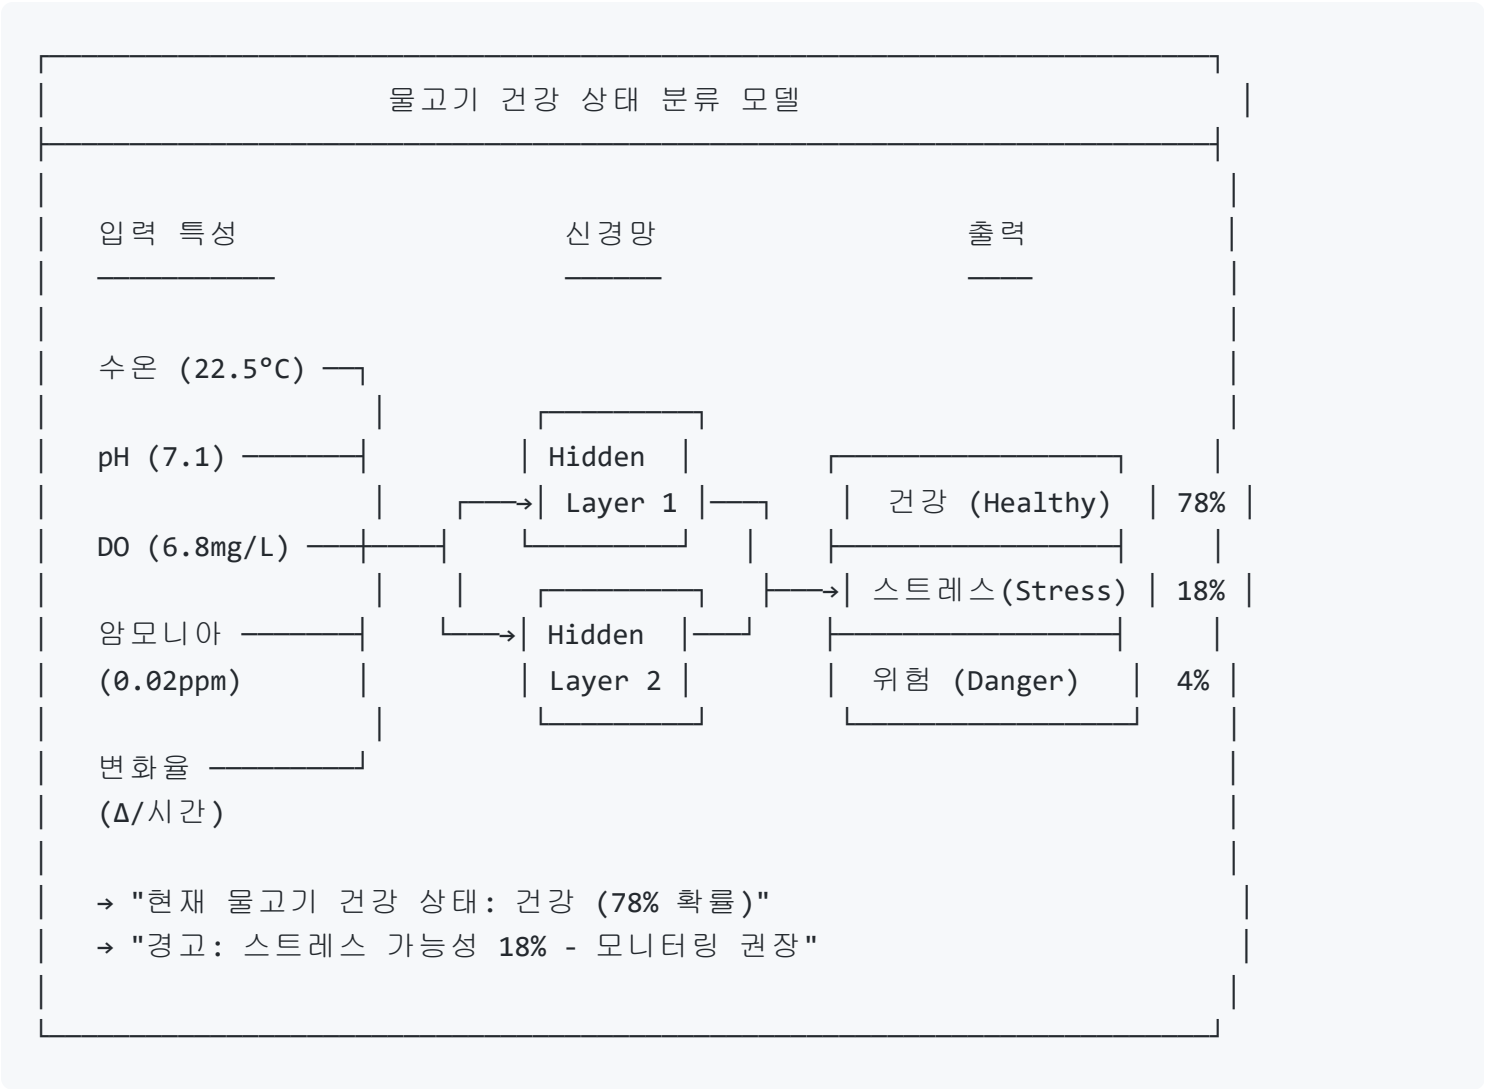 물고기 건강 상태 분류 모델
입력 특성 신경망 출력
수온 (22.5°C)
pH (7.1) Hidden
Layer 1 건강 (Healthy) 78%
DO (6.8mg/L)
스트레스(Stress) 18%
암모니아 Hidden
(0.02ppm) Layer 2 위험 (Danger) 4%
변화율
(Δ/시간)
→ "현재 물고기 건강 상태: 건강 (78% 확률)"
→ "경고: 스트레스 가능성 18% - 모니터링 권장"